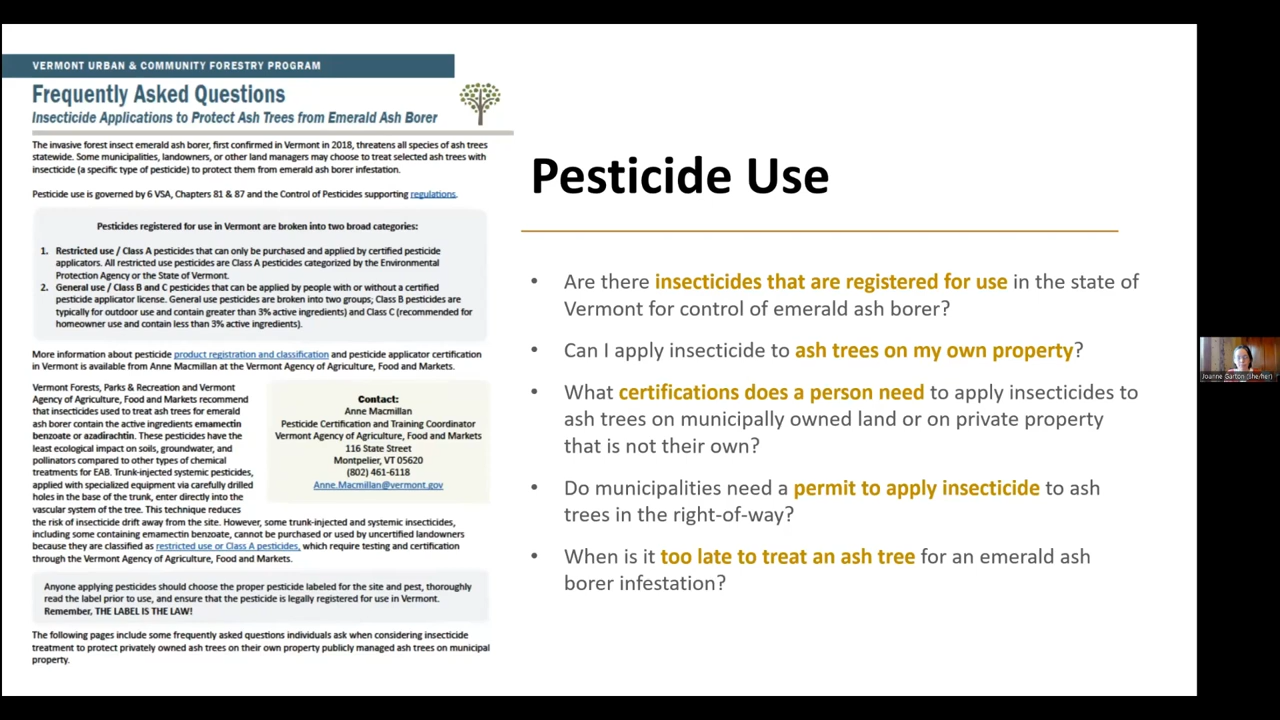 VERMONT URBAN & COMMUNITY FORESTRY PROGRAM
Frequently Asked Questions
Insecticide Applications to Protect Ash Trees from Emerald Ash Borer
The invasive forest insect emerald ash borer, first confirmed in Vermont in 2018, threatens all species of ash trees
statewide. Some municipalities, landowners, or other land managers may choose to treat selected ash trees with
insecticide (a specific type of pesticide) to protect them from emerald ash borer infestation.
Pesticide use is governed by 6 VSA, Chapters 81 & 87 and the Control of Pesticides supporting regulations.
Pesticides registered for use in Vermont are broken into two broad categories:
1. Restricted use / Class A pesticides that can only be purchased and applied by certified pesticide
applicators. All restricted use pesticides are Class A pesticides categorized by the Environmental
Protection Agency or the State of Vermont.
2. General use / Class B and C pesticides that can be applied by people with or without a certified
pesticide applicator license. General use pesticides are broken into two groups; Class B pesticides are
typically for outdoor use and contain greater than 3% active ingredients) and Class C (recommended for
homeowner use and contain less than 3% active ingredients).
More information about pesticide product registration and classification and pesticide applicator certification
in Vermont is available from Anne Macmillan at the Vermont Agency of Agriculture, Food and Markets.
Vermont Forests, Parks & Recreation and Vermont
Agency of Agriculture, Food and Markets recommend
that insecticides used to treat ash trees for emerald
ash borer contain the active ingredients emamectin
benzoate or azadirachtin. These pesticides have the
least ecological impact on soils, groundwater, and
pollinators compared to other types of chemical
treatments for EAB. Trunk-injected systemic pesticides,
applied with specialized equipment via carefully drilled
holes in the base of the trunk, enter directly into the
vascular system of the tree. This technique reduces
the risk of insecticide drift away from the site. However, some trunk-injected and systemic insecticides,
including some containing emamectin benzoate, cannot be purchased or used by uncertified landowners
because they are classified as restricted use or Class A pesticides, which require testing and certification
through the Vermont Agency of Agriculture, Food and Markets.
Contact:
Anne Macmillan
Pesticide Certification and Training Coordinator
Vermont Agency of Agriculture, Food and Markets
116 State Street
Montpelier, VT 05620
(802) 461-6118
Anne.Macmillan@vermont.gov
Anyone applying pesticides should choose the proper pesticide labeled for the site and pest, thoroughly
read the label prior to use, and ensure that the pesticide is legally registered for use in Vermont.
Remember, THE LABEL IS THE LAW!
The following pages include some frequently asked questions individuals ask when considering insecticide
treatment to protect privately owned ash trees on their own property publicly managed ash trees on municipal
property.
Pesticide Use
• Are there insecticides that are registered for use in the state of
Vermont for control of emerald ash borer?
• Can I apply insecticide to ash trees on my own property?
• What certifications does a person need to apply insecticides to
ash trees on municipally owned land or on private property
that is not their own?
• Do municipalities need a permit to apply insecticide to ash
trees in the right-of-way?
• When is it too late to treat an ash tree for an emerald ash
borer infestation?
Joanne Garton (she/her)